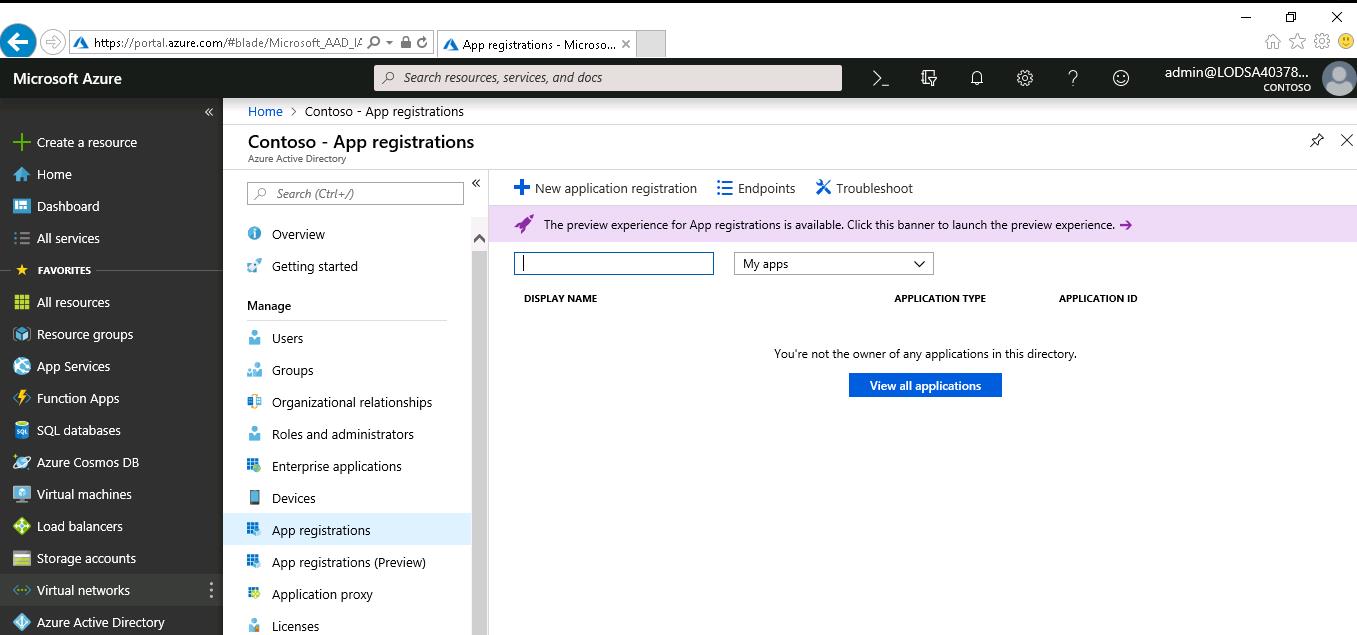 https://portal.azure.com/#blade/Microsoft_AAD_IA
App registrations - Microso...
Microsoft Azure
Search resources, services, and docs
admin@LODSA40378...
CONTOSO
Create a resource
Home
Dashboard
All services
FAVORITES
All resources
Resource groups
App Services
Function Apps
SQL databases
Azure Cosmos DB
Virtual machines
Load balancers
Storage accounts
Virtual networks
Azure Active Directory
Home > Contoso - App registrations
Contoso - App registrations
Azure Active Directory
Search (Ctrl+/)
Overview
Getting started
Manage
Users
Groups
Organizational relationships
Roles and administrators
Enterprise applications
Devices
App registrations
App registrations (Preview)
Application proxy
Licenses
New application registration Endpoints Troubleshoot
The preview experience for App registrations is available. Click this banner to launch the preview experience. →
My apps
DISPLAY NAME APPLICATION TYPE APPLICATION ID
You're not the owner of any applications in this directory.
View all applications